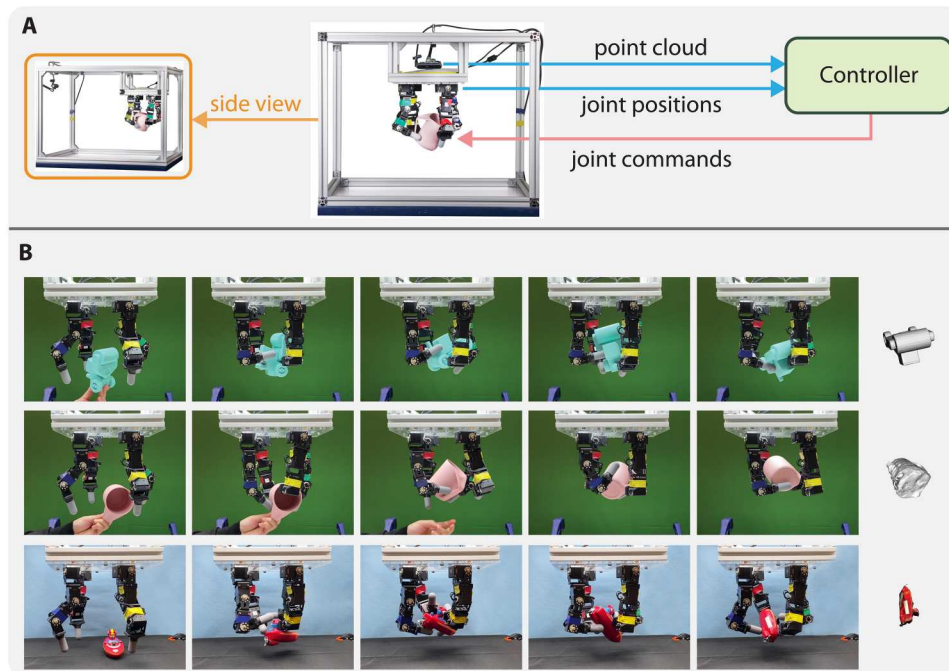 A
point cloud
Controller
side view
joint positions
joint commands
B